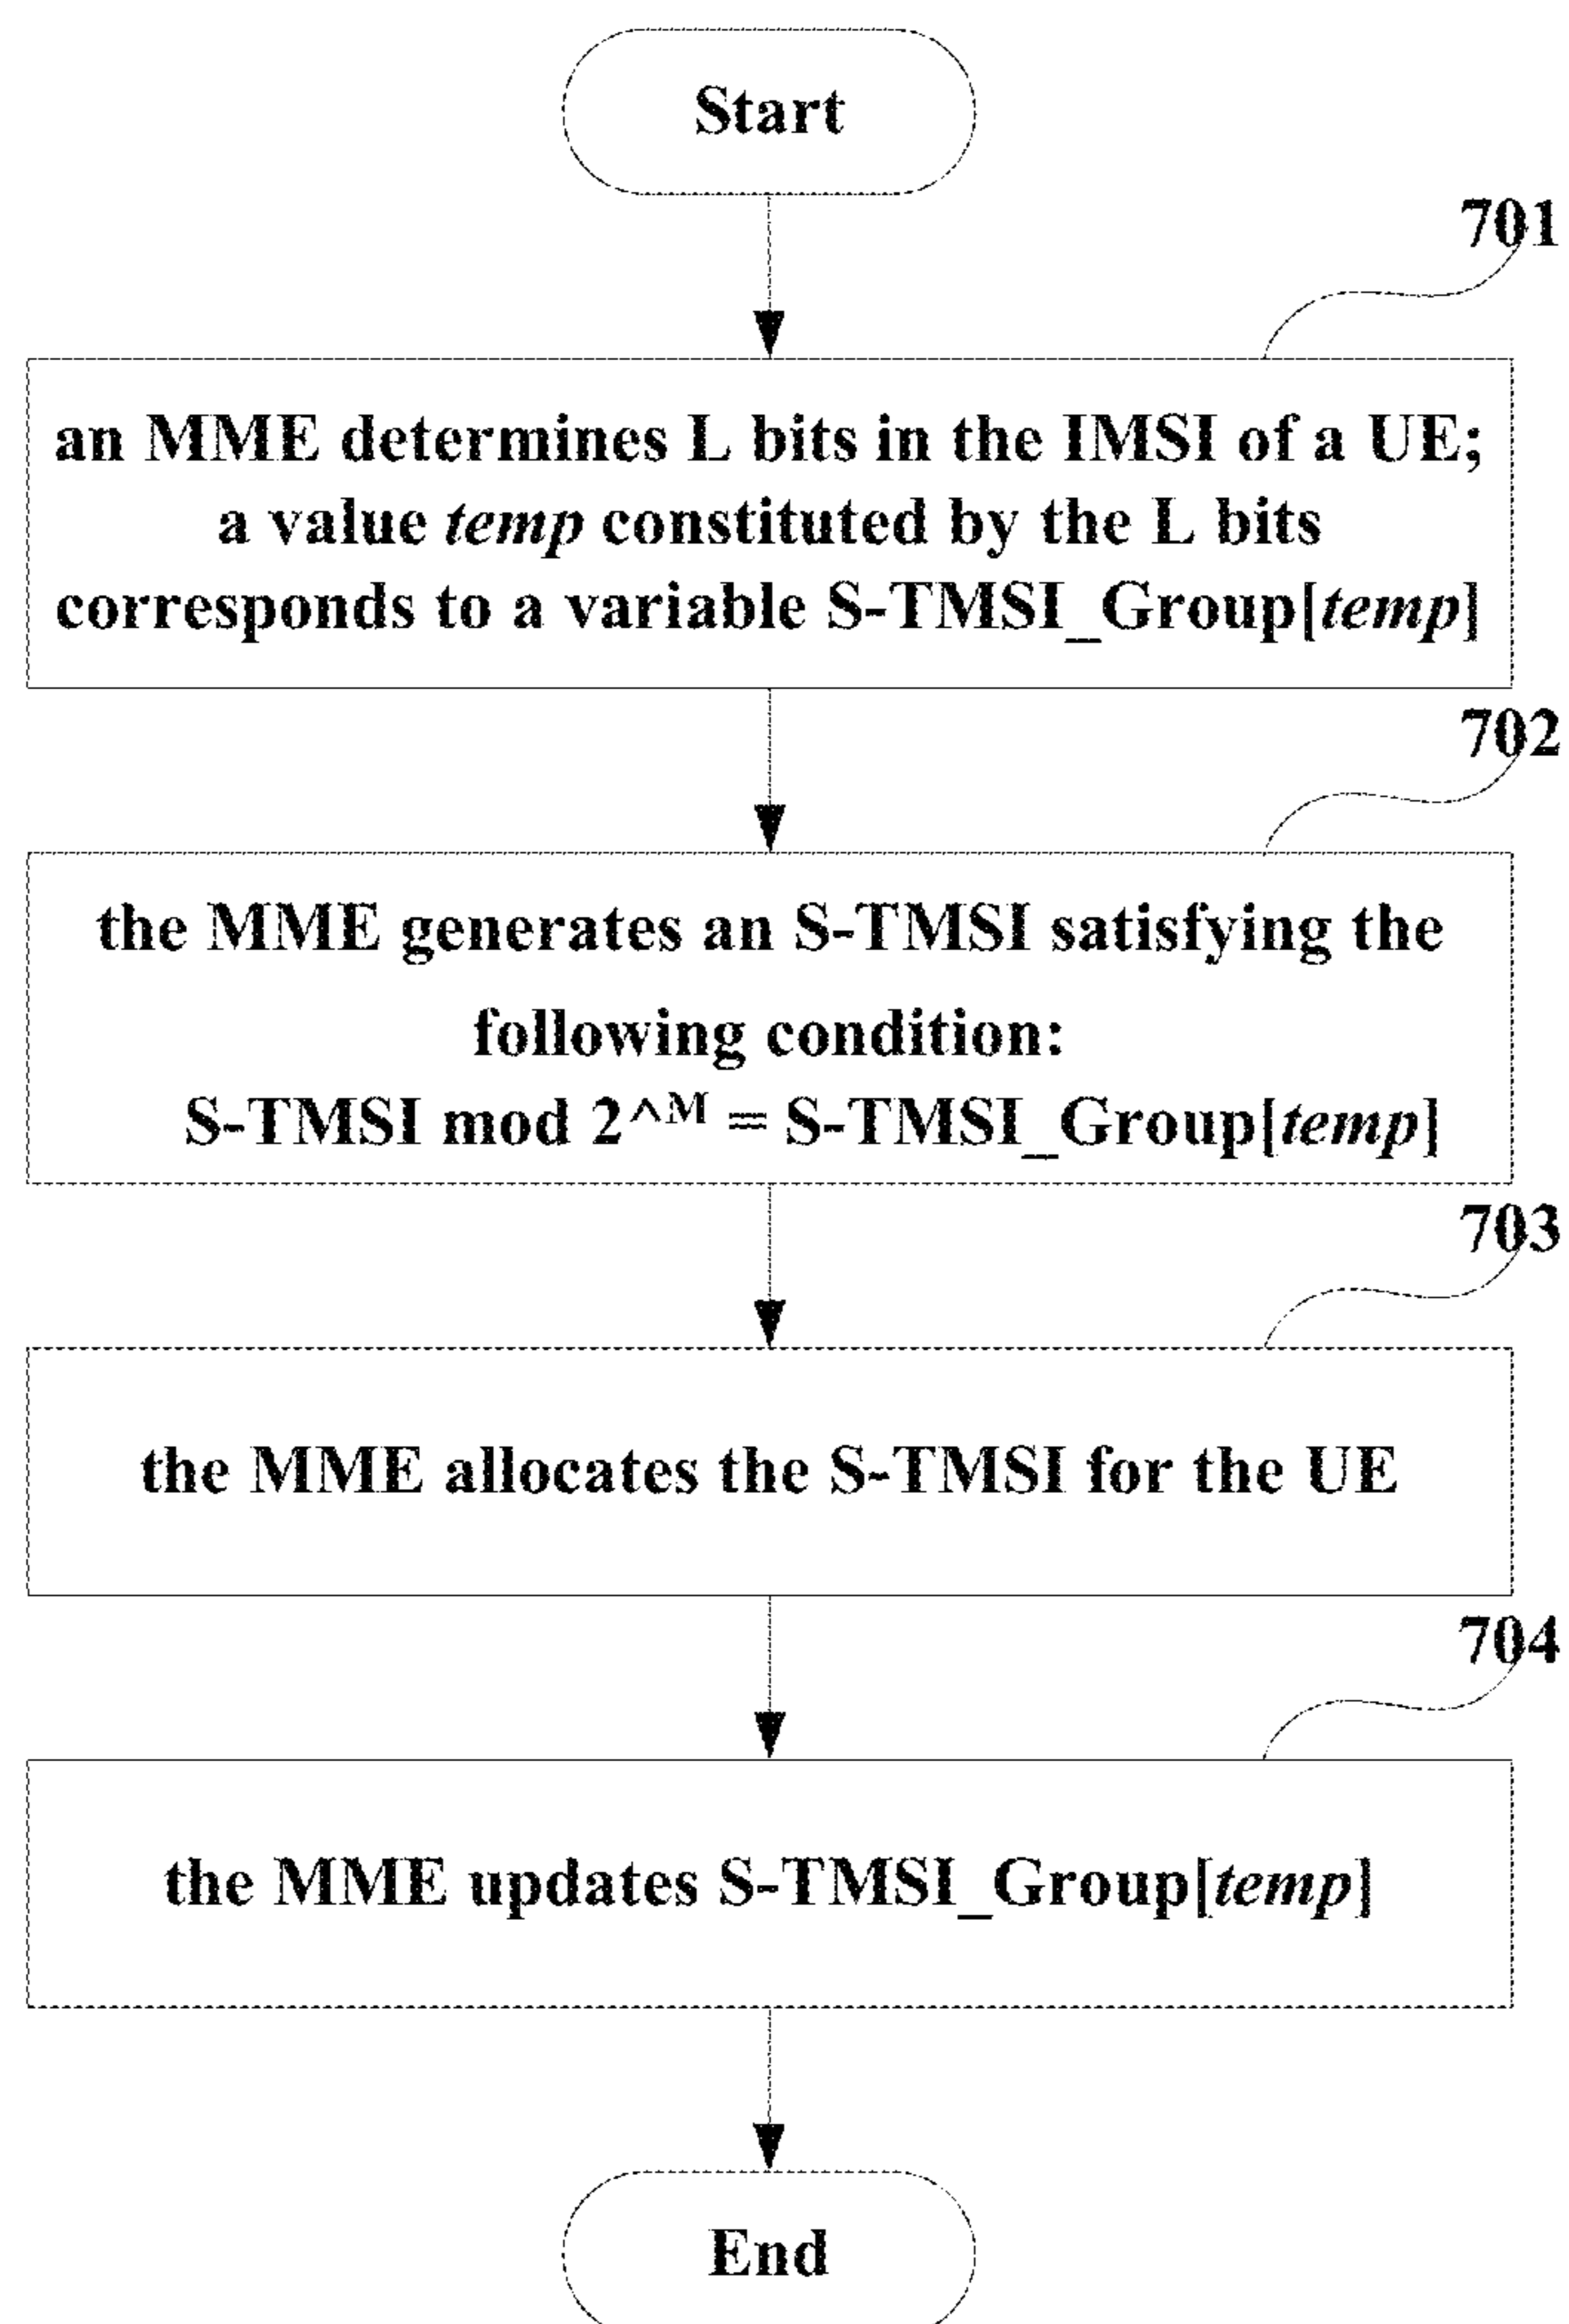 Start
701
an MME determines L bits in the IMSI of a UE;
a value temp constituted by the L bits
corresponds to a variable S-TMSI_Group[temp]
702
the MME generates an S-TMSI satisfying the
following condition:
S-TMSI mod 2^M = S-TMSI_Group[temp]
703
the MME allocates the S-TMSI for the UE
704
the MME updates S-TMSI_Group[temp]
End